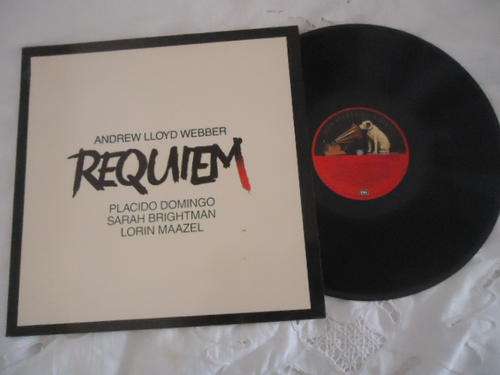 ANDREW LLOYD WEBBER
REQUIEM
PLACIDO DOMINGO
SARAH BRIGHTMAN
LORIN MAAZEL